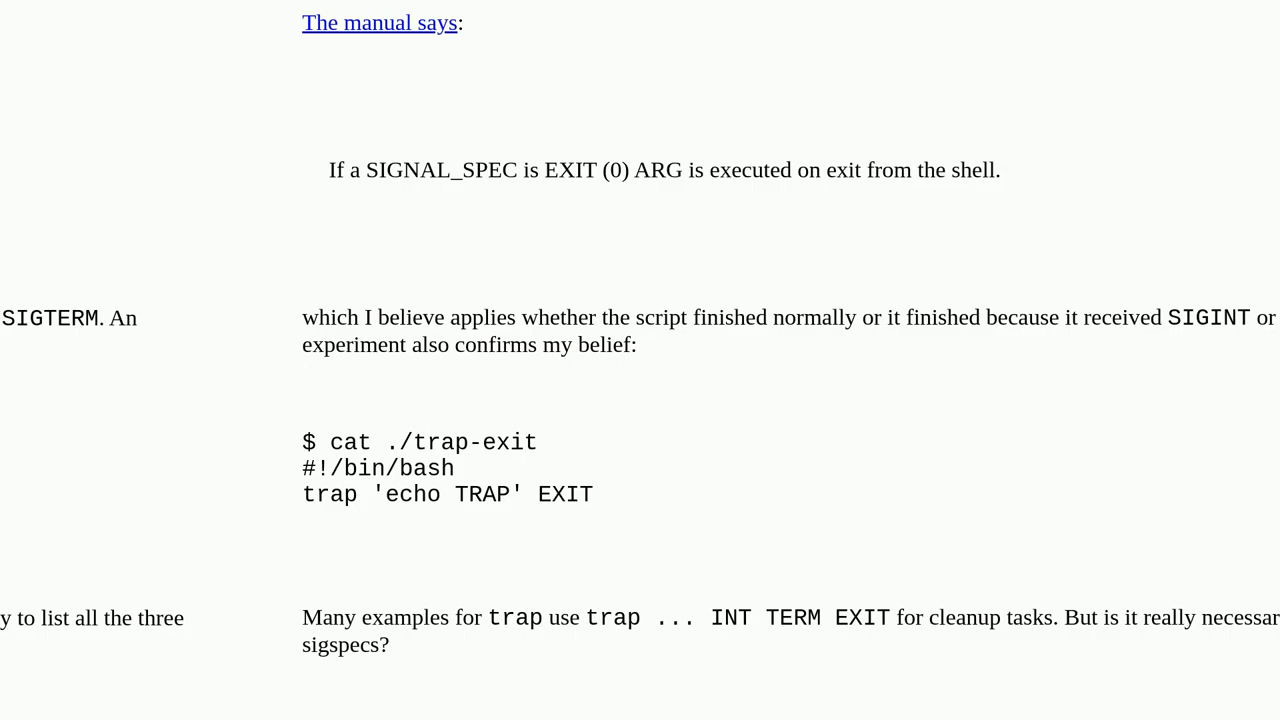 The manual says:
If a SIGNAL_SPEC is EXIT (0) ARG is executed on exit from the shell.
which I believe applies whether the script finished normally or it finished because it received SIGINT or
SIGTERM. An
experiment also confirms my belief:
$ cat ./trap-exit
#!/bin/bash
trap 'echo TRAP' EXIT
Many examples for trap use trap ... INT TERM EXIT for cleanup tasks. But is it really necessar
y to list all the three
sigspecs?